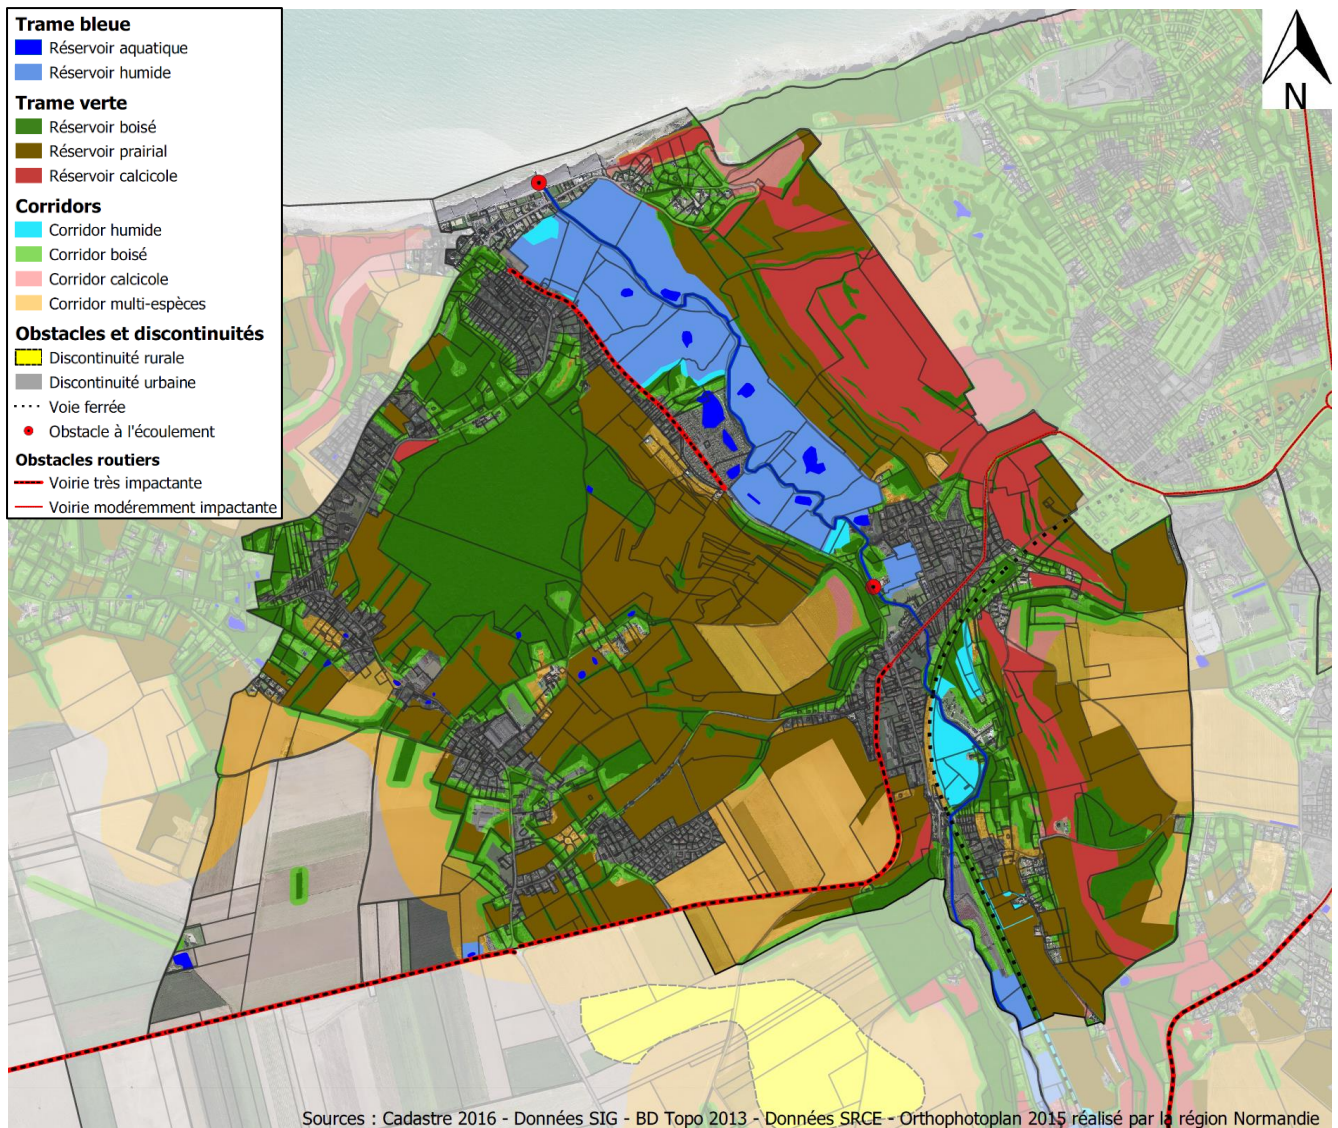 Trame bleue
Réservoir aquatique
Réservoir humide
Trame verte
Réservoir boisé
Réservoir prairial
Réservoir calcicole
Corridors
Corridor humide
Corridor boisé
Corridor calcicole
Corridor multi-espèces
Obstacles et discontinuités
Discontinuité rurale
Discontinuité urbaine
Voie ferrée
Obstacle à l'écoulement
Obstacles routiers
Voirie très impactante
Voirie modéremment impactante
N
Sources : Cadastre 2016 - Données SIG - BD Topo 2013 - Données SRCE - Orthophotoplan 2015 réalisé par la région Normandie